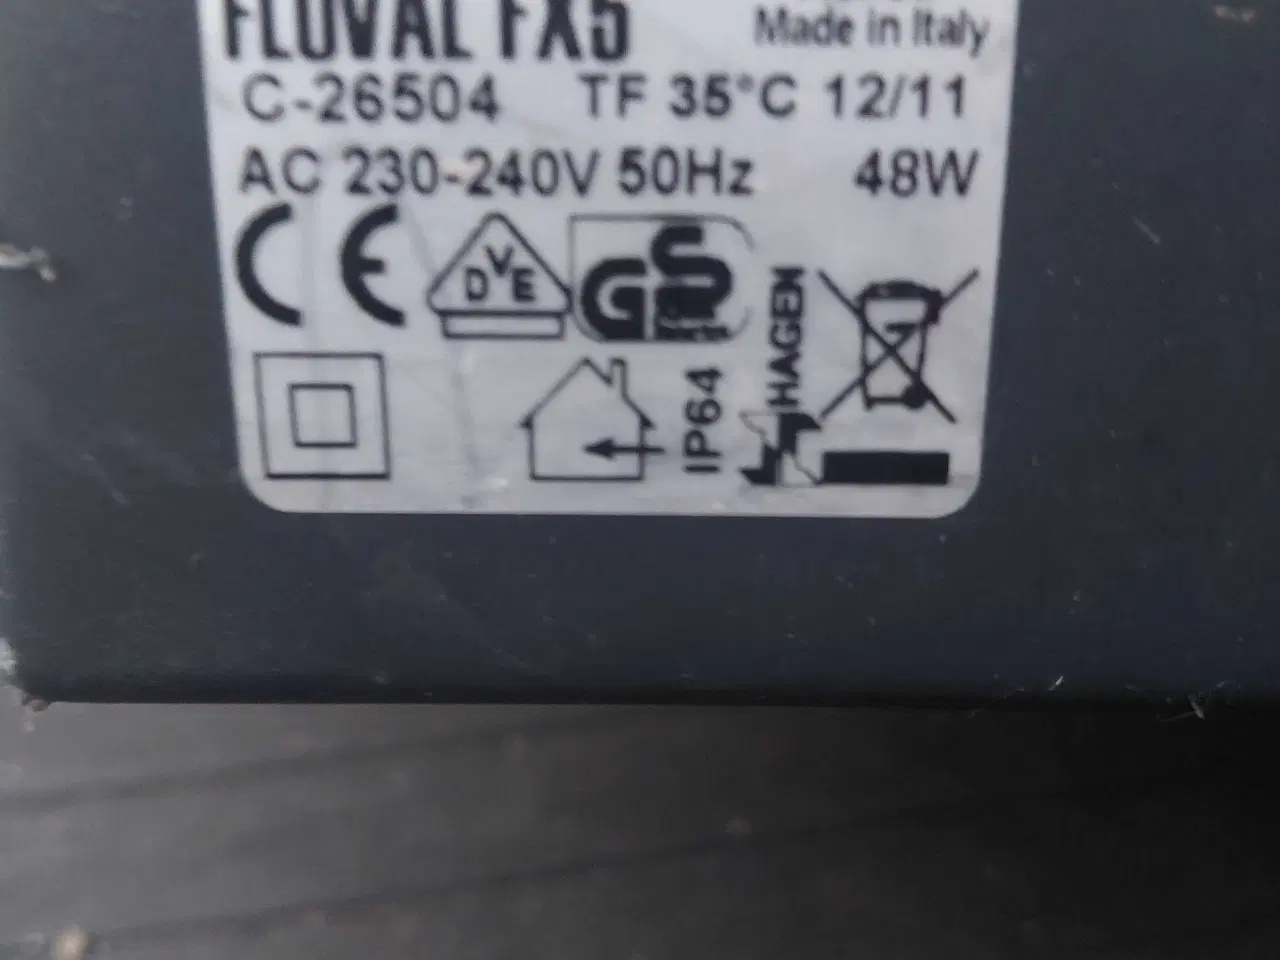 FLUVAL FX5
Made in Italy
C-26504 TF 35°C 12/11
AC 230-240V 50Hz 48W
CE
DVE
GS
HAGEN
IP64